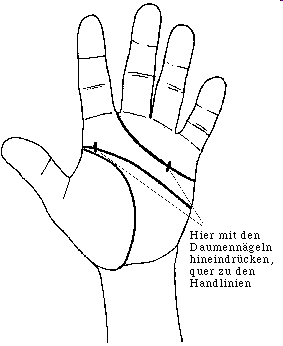 Hier mit den
Daumennägeln
hineindrücken,
quer zu den
Handlinien